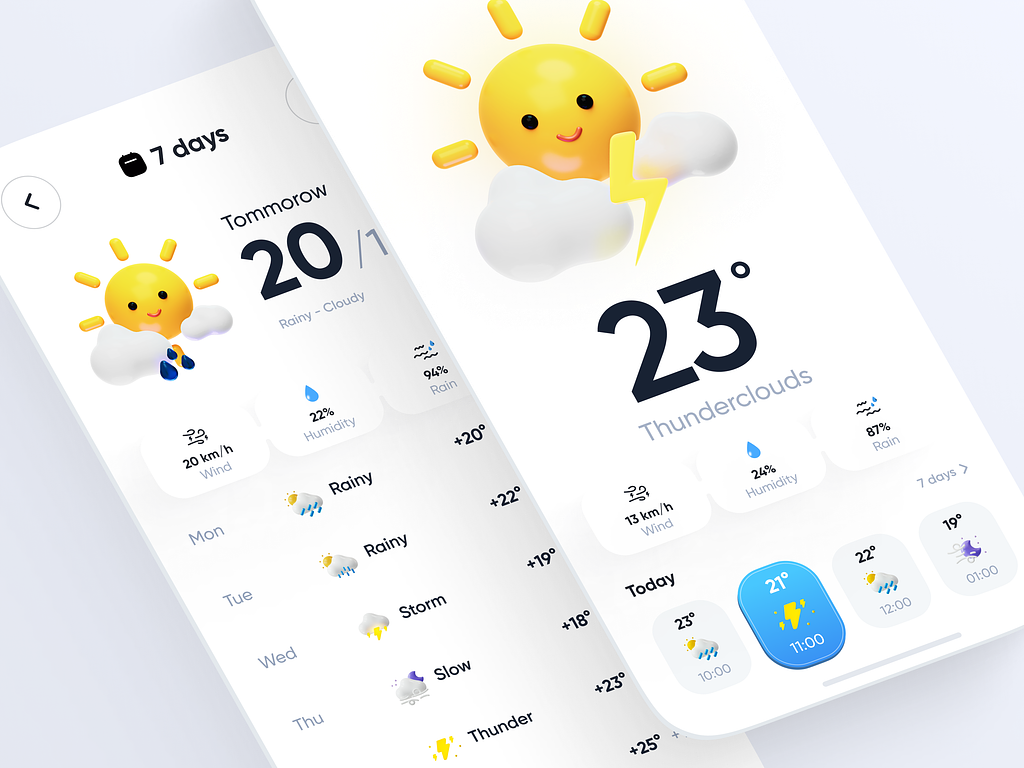 7 days
Tommorow
20 /1
Rainy - Cloudy
20 km/h
Wind
22%
Humidity
94%
Rain
Mon Rainy +20°
Tue Rainy +22°
Wed Storm +19°
Thu Slow +18°
Thunder +23°
+25° +
23°
Thunderclouds
13 km/h
Wind
24%
Humidity
87%
Rain
Today
7 days
23°
10:00
21°
11:00
22°
12:00
19°
01:00